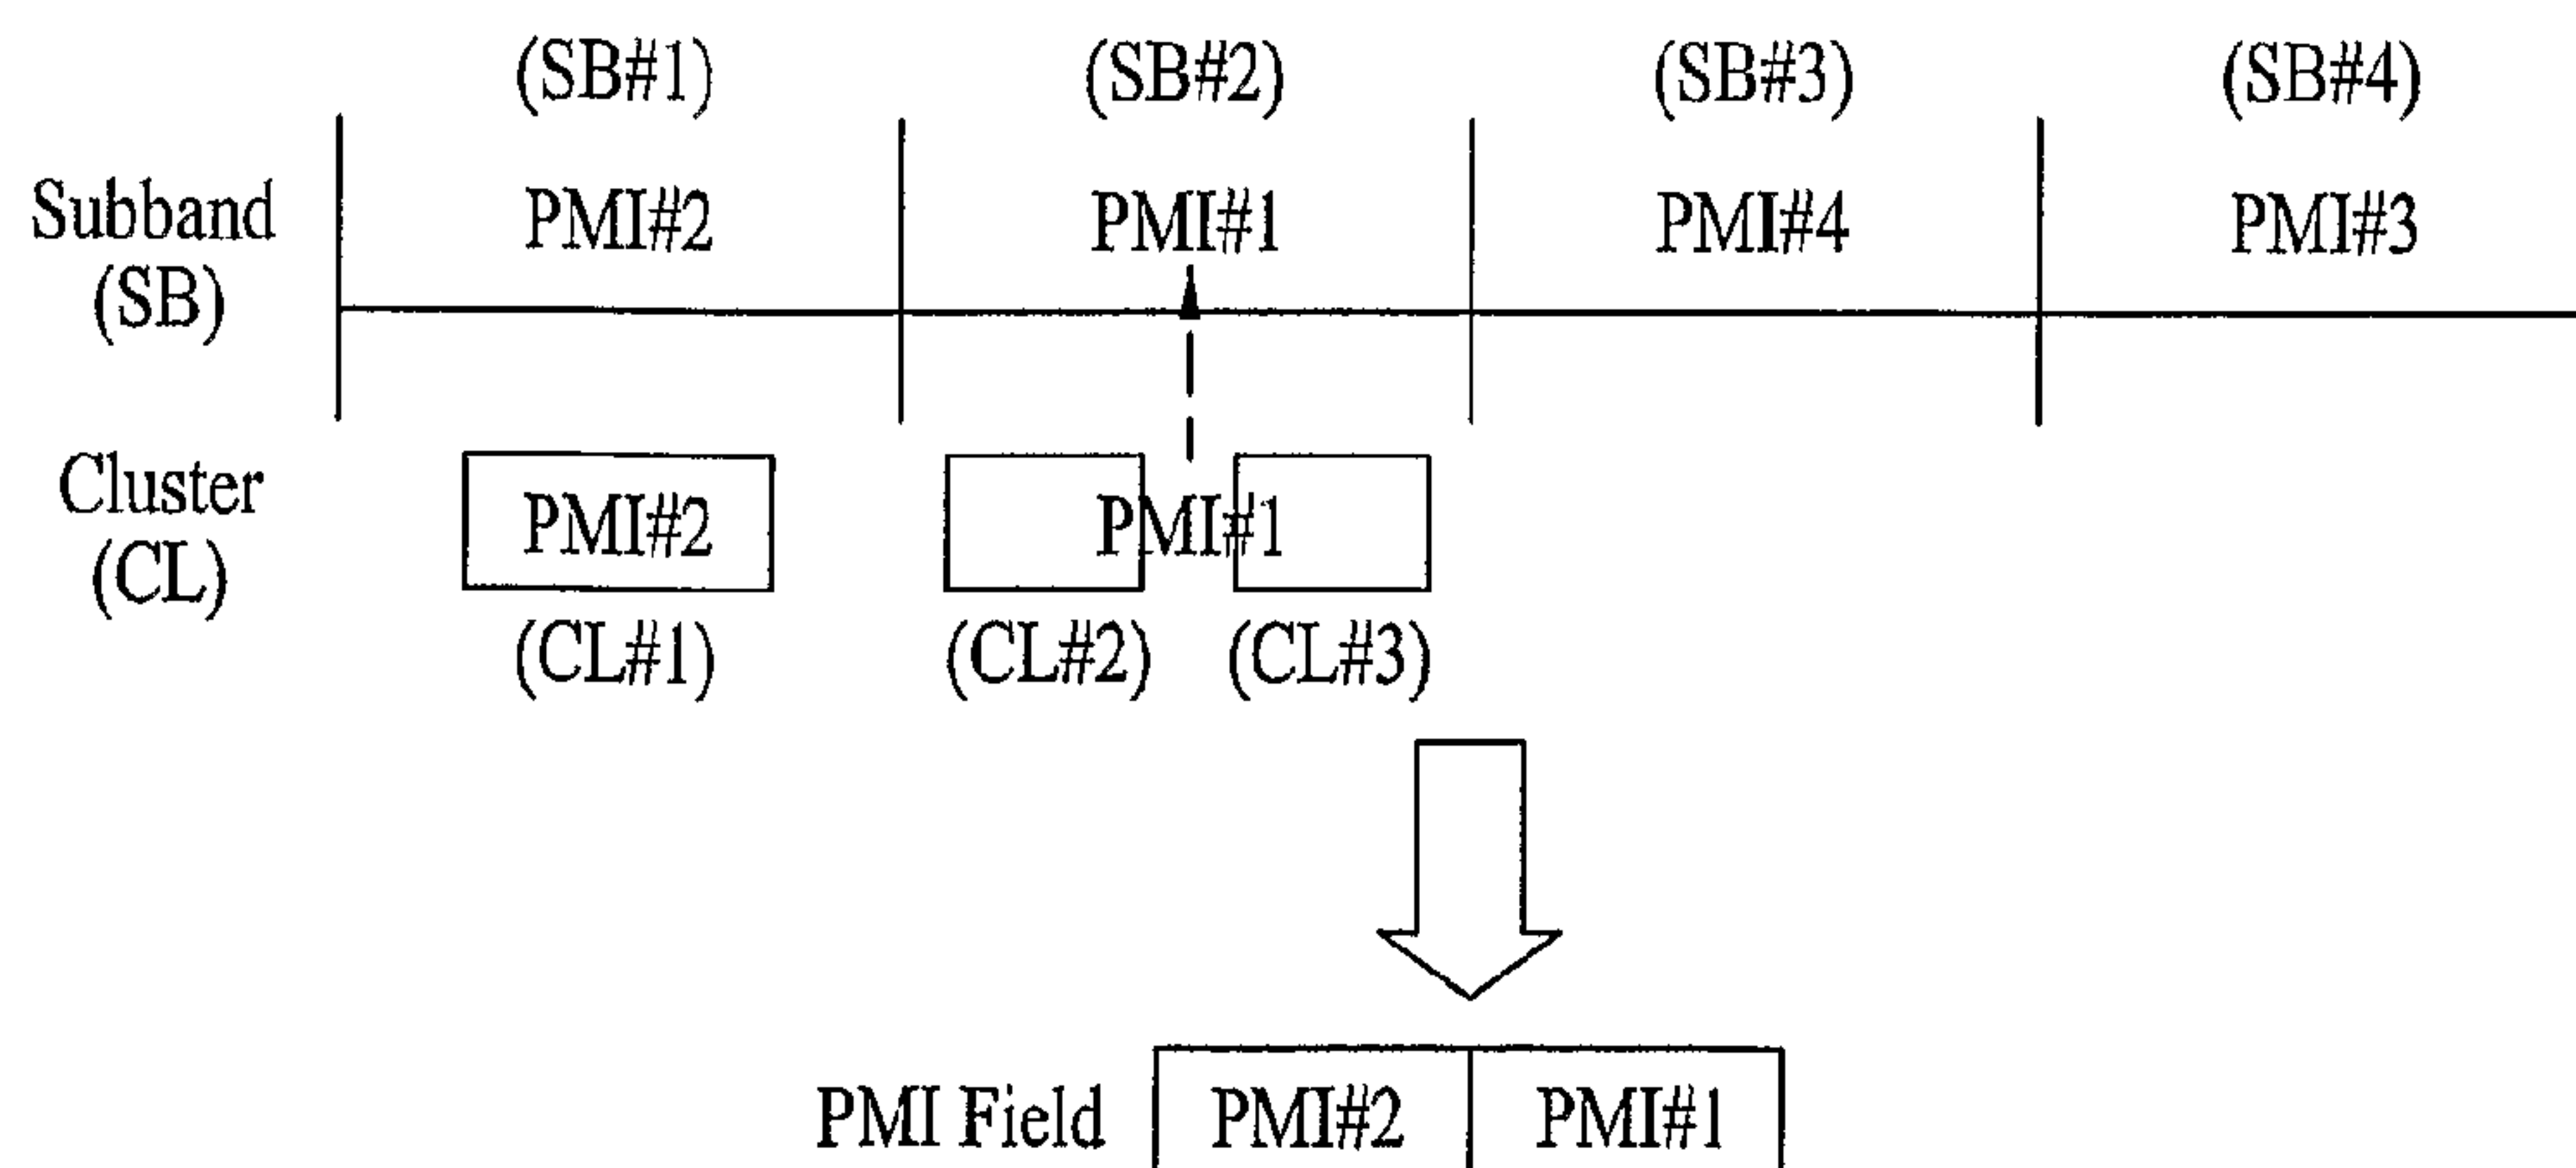 (SB#1) (SB#2) (SB#3) (SB#4)
Subband
(SB)
PMI#2 PMI#1 PMI#4 PMI#3
Cluster
(CL)
PMI#2 PMI#1
(CL#1) (CL#2) (CL#3)
PMI Field PMI#2 PMI#1